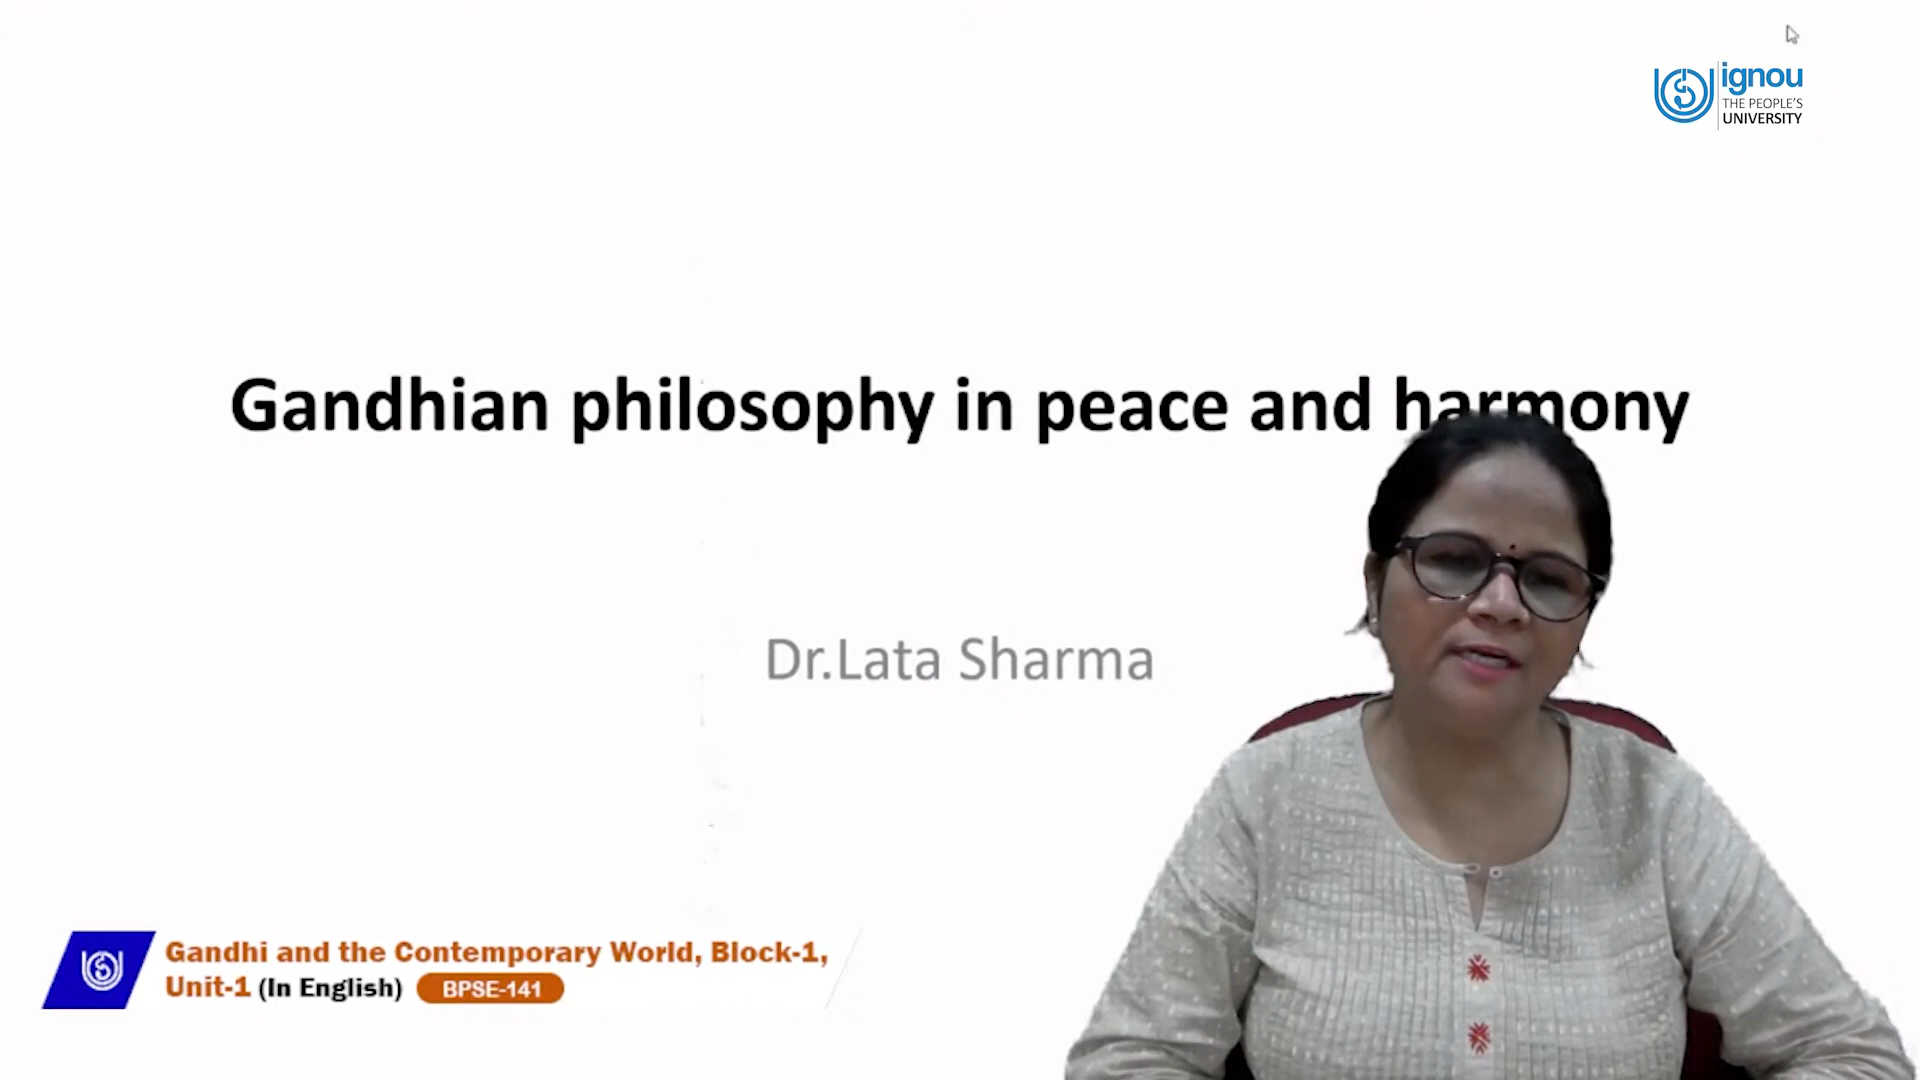 ignou
THE PEOPLE'S
UNIVERSITY
Gandhian philosophy in peace and harmony
Dr.Lata Sharma
Gandhi and the Contemporary World, Block-1,
Unit-1 (In English) BPSE-141